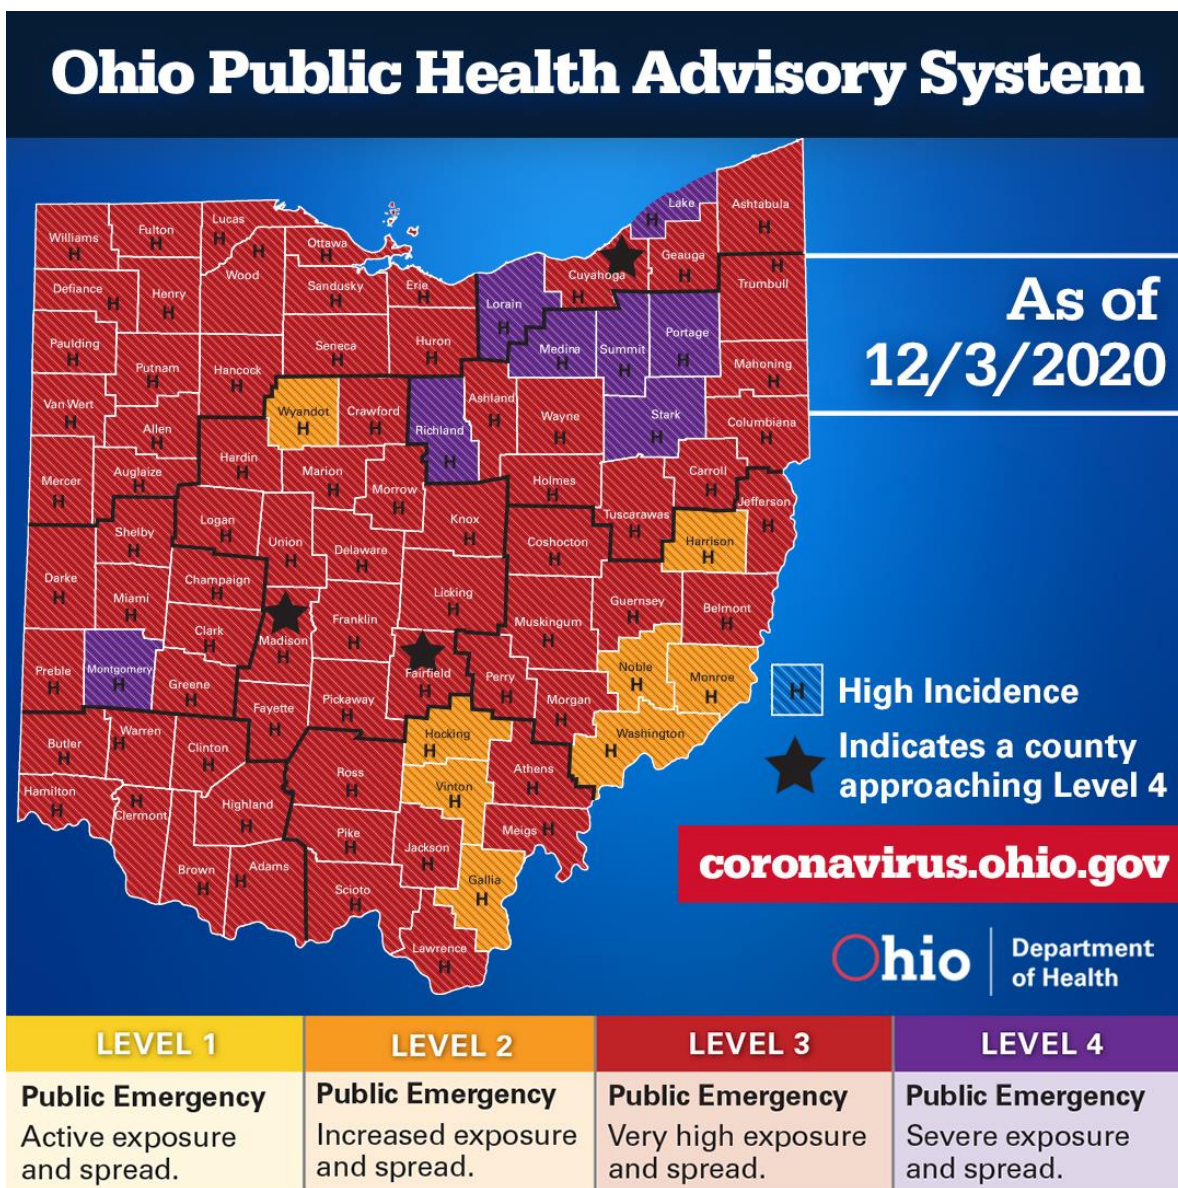 Ohio Public Health Advisory System
Lake
H
Ashtabula
H
Williams
H
Fulton
H
Lucas
H
H
Wood
Ottawa
H
Cuyahoga
H
Geauga
H
H
Trumbull
Defiance
H
Henry
H
Sandusky
H
Erie
H
Lorain
H
As of
12/3/2020
Paulding
H
Putnam
H
Hancock
H
Seneca
H
Huron
H
Medina
H
Summit
H
Portage
H
Mahoning
H
Van Wert
H
Allen
H
Wyandot
H
Crawford
H
Richland
H
Ashland
H
Wayne
H
Stark
H
Columbiana
H
Mercer
H
Auglaize
H
Hardin
H
Marion
H
Morrow
H
Holmes
H
Tuscarawas
H
Carroll
H
Jefferson
H
Shelby
H
Logan
H
Union
H
Delaware
H
Knox
H
Coshocton
H
Harrison
H
Darke
H
Miami
H
Champaign
H
Clark
H
Madison
H
Franklin
H
Licking
H
Muskingum
H
Guernsey
H
Belmont
H
Preble
H
Montgomery
H
Greene
H
Fayette
H
Pickaway
H
Fairfield
H
Perry
H
Morgan
H
Noble
H
Monroe
H
H
High Incidence
Indicates a county
approaching Level 4
Butler
H
Warren
H
Clinton
H
Ross
H
Hocking
H
Athens
H
Washington
H
Hamilton
H
H
Clermont
Highland
H
Pike
H
Vinton
H
Jackson
H
Meigs H
Brown
H
Adams
H
Scioto
H
Gallia
H
Lawrence
H
coronavirus.ohio.gov
Ohio
Department
of Health
LEVEL 1
Public Emergency
Active exposure
and spread.
LEVEL 2
Public Emergency
Increased exposure
and spread.
LEVEL 3
Public Emergency
Very high exposure
and spread.
LEVEL 4
Public Emergency
Severe exposure
and spread.